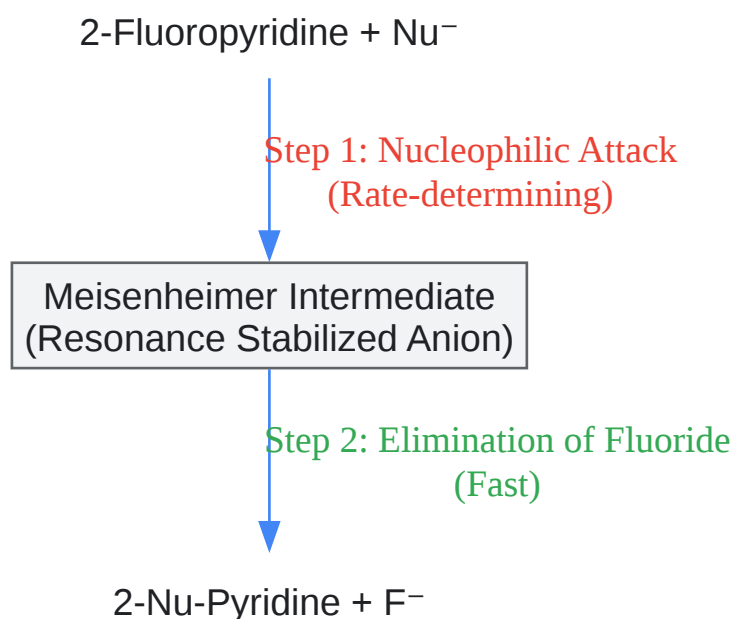 2-Fluoropyridine + Nu⁻
Step 1: Nucleophilic Attack
(Rate-determining)
Meisenheimer Intermediate
(Resonance Stabilized Anion)
Step 2: Elimination of Fluoride
(Fast)
2-Nu-Pyridine + F⁻